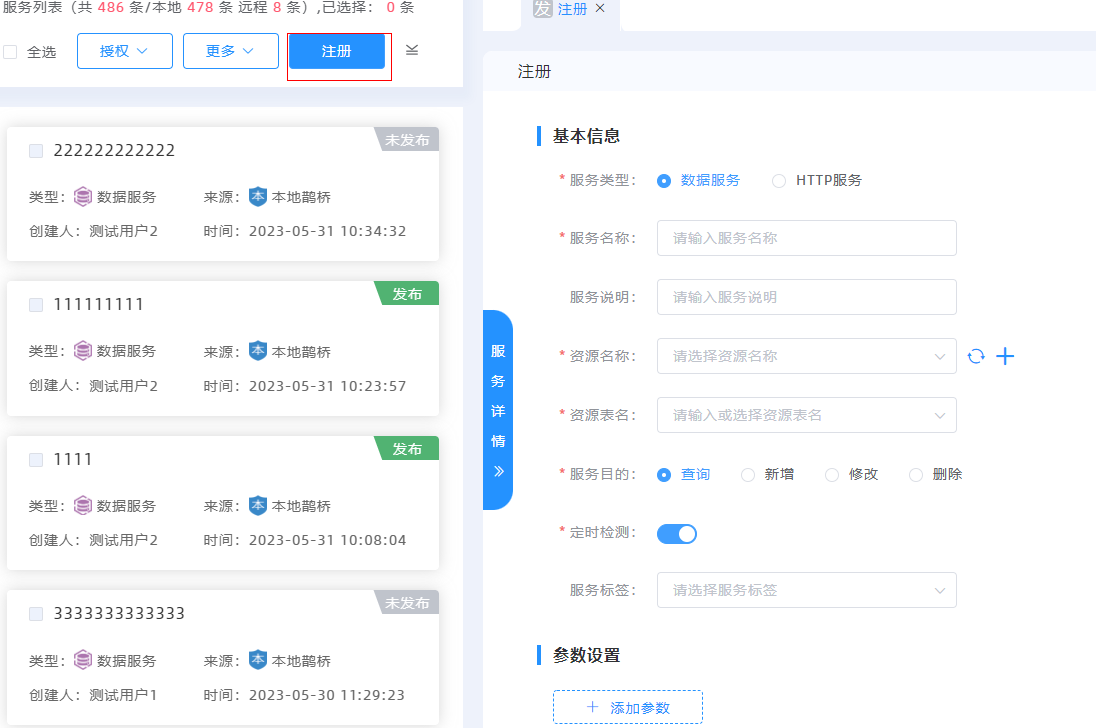 服务列表（共 486 条/本地 478 条 远程 8 条）,已选择： 0 条
全选
授权
更多
注册
222222222222
未发布
类型： 数据服务 来源： 本 本地鹊桥
创建人：测试用户2 时间：2023-05-31 10:34:32
111111111
发布
类型： 数据服务 来源： 本 本地鹊桥
创建人：测试用户2 时间：2023-05-31 10:23:57
1111
发布
类型： 数据服务 来源： 本 本地鹊桥
创建人：测试用户2 时间：2023-05-31 10:08:04
3333333333333
未发布
类型： 数据服务 来源： 本 本地鹊桥
创建人：测试用户1 时间：2023-05-30 11:29:23
服务详情
发 注册
注册
基本信息
* 服务类型： 数据服务 HTTP服务
* 服务名称： 请输入服务名称
服务说明： 请输入服务说明
* 资源名称： 请选择资源名称
* 资源表名： 请输入或选择资源表名
* 服务目的： 查询 新增 修改 删除
* 定时检测：
服务标签： 请选择服务标签
参数设置
+ 添加参数